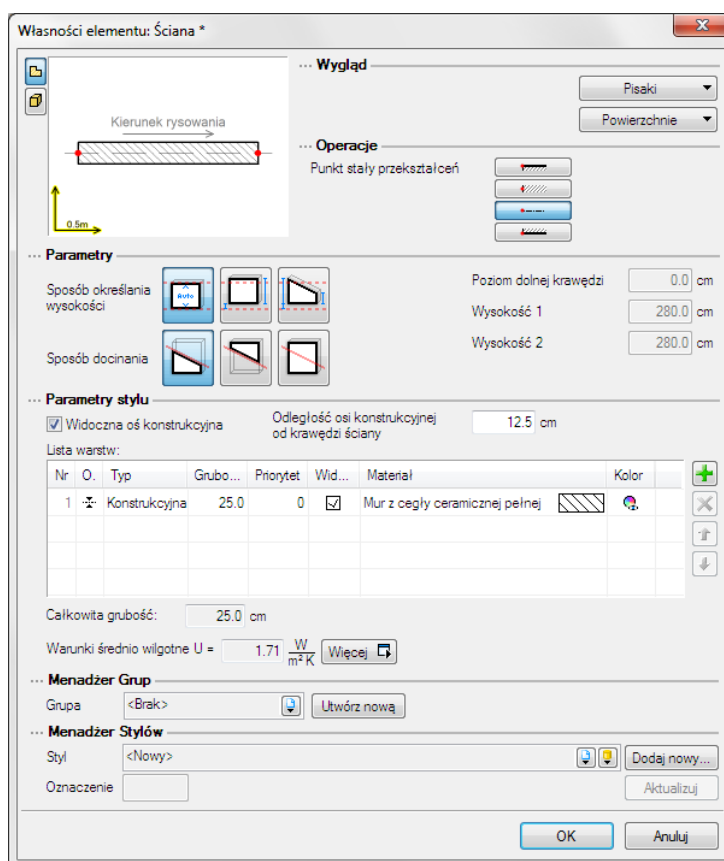 Własności elementu: Ściana *
Wygląd
Pisaki
Powierzchnie
Kierunek rysowania
0.5m
Operacje
Punkt stały przekształceń
Parametry
Sposób określania
wysokości
Auto
Poziom dolnej krawędzi 0.0 cm
Wysokość 1 280.0 cm
Wysokość 2 280.0 cm
Sposób docinania
Parametry stylu
Widoczna oś konstrukcyjna
Odległość osi konstrukcyjnej
od krawędzi ściany
12.5 cm
Lista warstw:
Nr O. Typ Grubo... Priorytet Wid... Materiał Kolor
1 Konstrukcyjna 25.0 0 Mur z cegły ceramicznej pełnej
Całkowita grubość: 25.0 cm
Warunki średnio wilgotne U = 1.71 W
m² K
Więcej
Menadżer Grup
Grupa <Brak> Utwórz nową
Menadżer Stylów
Styl <Nowy> Dodaj nowy...
Oznaczenie Aktualizuj
OK Anuluj